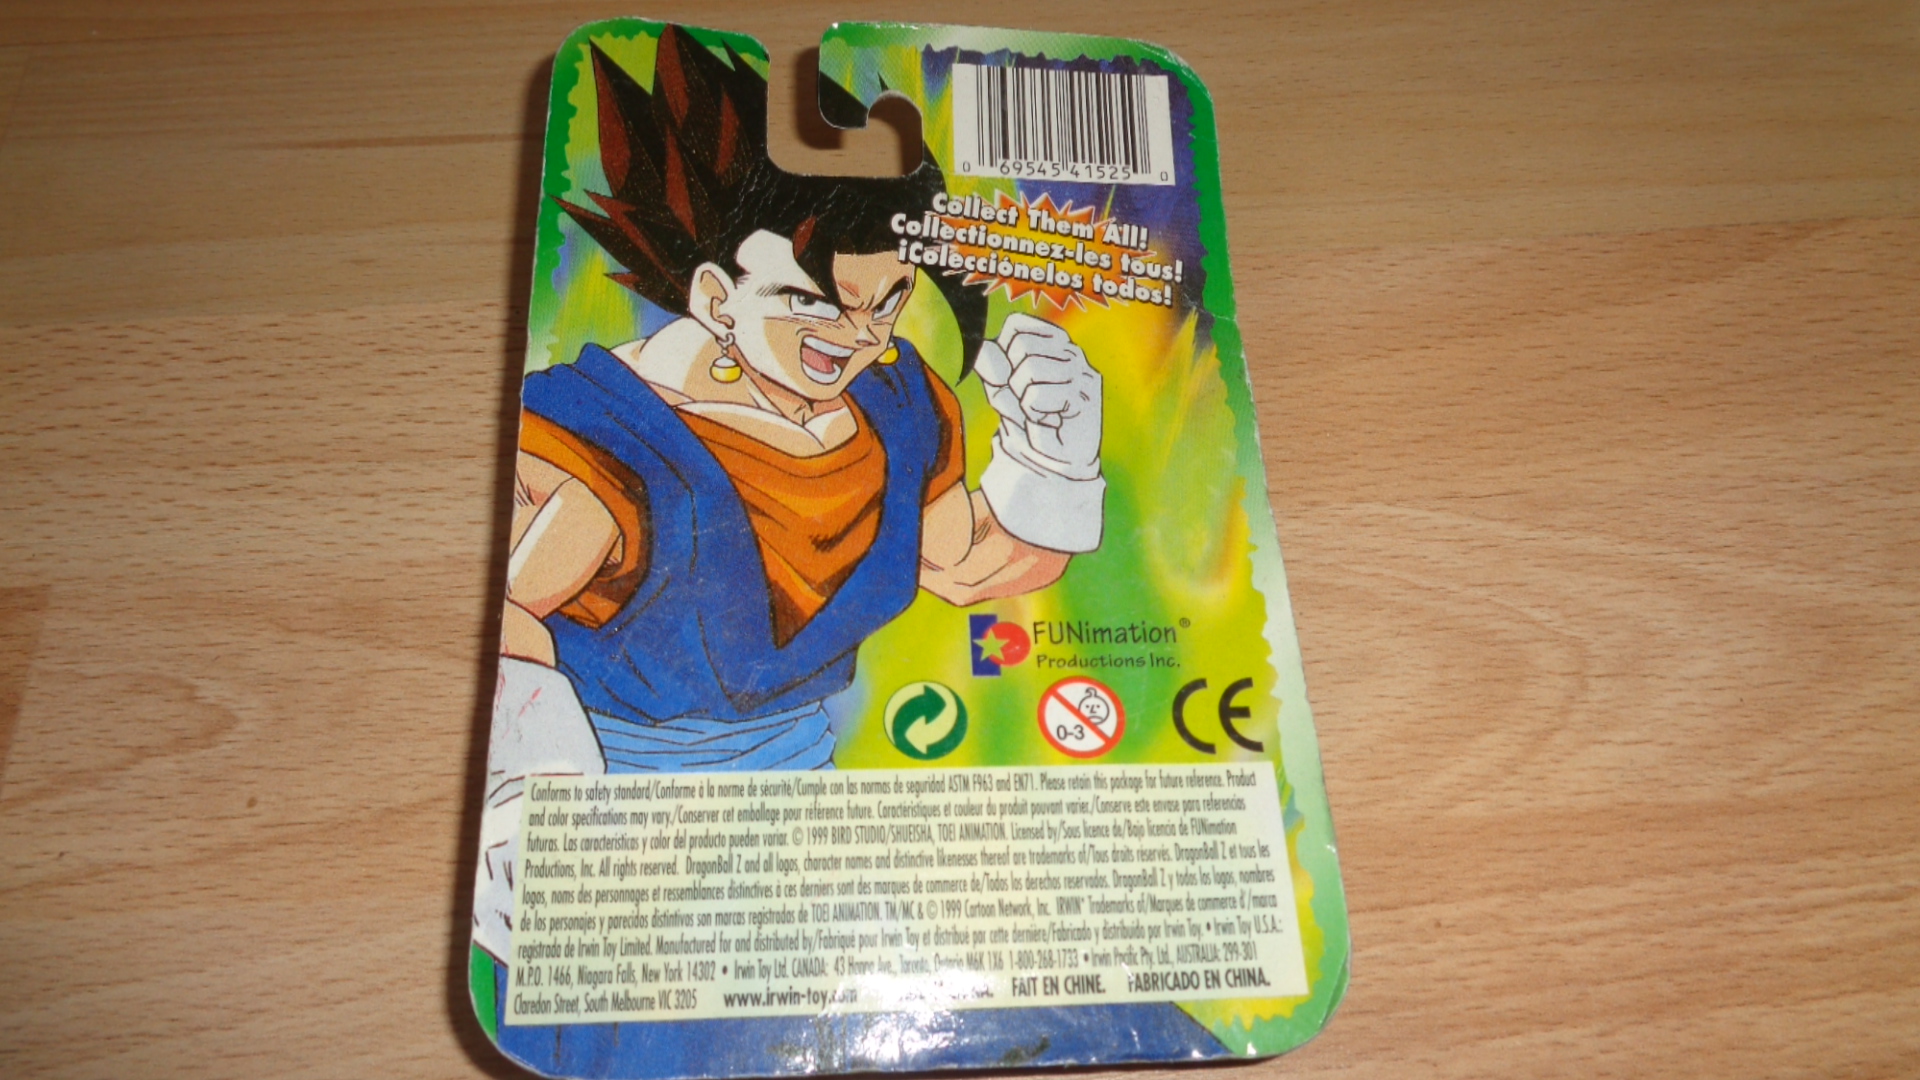 0 69545 41525 0
Collect Them All!
Collectionnez-les tous!
¡Colecciónelos todos!
FUNimation®
Productions Inc.
0-3
CE
Conforms to safety standard/Conforme à la norme de sécurité/Cumple con las normas de seguridad ASTM F963 and EN71. Please retain this package for future reference. Product
and color specifications may vary./Conserver cet emballage pour référence future. Caractéristiques et couleur du produit pouvant varier./Conserve este envase para referencias
futuras. Las características y color del producto pueden variar. © 1999 BIRD STUDIO/SHUEISHA, TOEI ANIMATION. Licensed by/Sous licence de/Bajo licencia de FUNimation
Productions, Inc. All rights reserved. DragonBall Z and all logos, character names and distinctive likenesses thereof are trademarks of/Tous droits réservés. DragonBall Z et tous les
logos, noms des personnages et ressemblances distinctives à ces derniers sont des marques de commerce de/Todos los derechos reservados. DragonBall Z y todos los logos, nombres
de los personajes y parecidos distintivos son marcas registradas de TOEI ANIMATION. TM/MC & © 1999 Cartoon Network, Inc. IRWIN® Trademarks of/Marques de commerce d'/marca
registrada de Irwin Toy Limited. Manufactured for and distributed by/Fabriqué pour Irwin Toy et distribué par cette dernière/Fabricado y distribuido por Irwin Toy. • Irwin Toy U.S.A.:
M.P.O. 1466, Niagara Falls, New York 14302 • Irwin Toy Ltd. CANADA: 43 Hanna Ave., Toronto, Ontario M6K 1X6 1-800-268-1733 • Irwin Pacific Pty. Ltd., AUSTRALIA: 299-301
Claredon Street, South Melbourne VIC 3205 www.irwin-toy.com FAIT EN CHINE. FABRICADO EN CHINA.